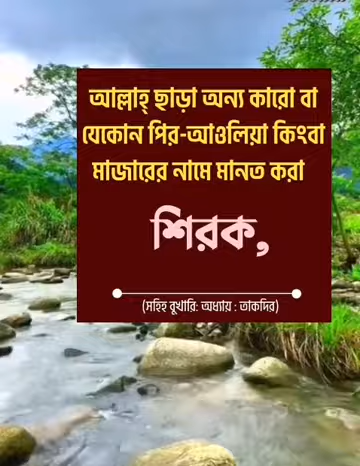 আল্লাহ্ ছাড়া অন্য কারো বা
যেকোন পির-আওলিয়া কিংবা
মাজারের নামে মানত করা
শিরক,
(সহিহ বুখারি: অধ্যায় : তাকদির)